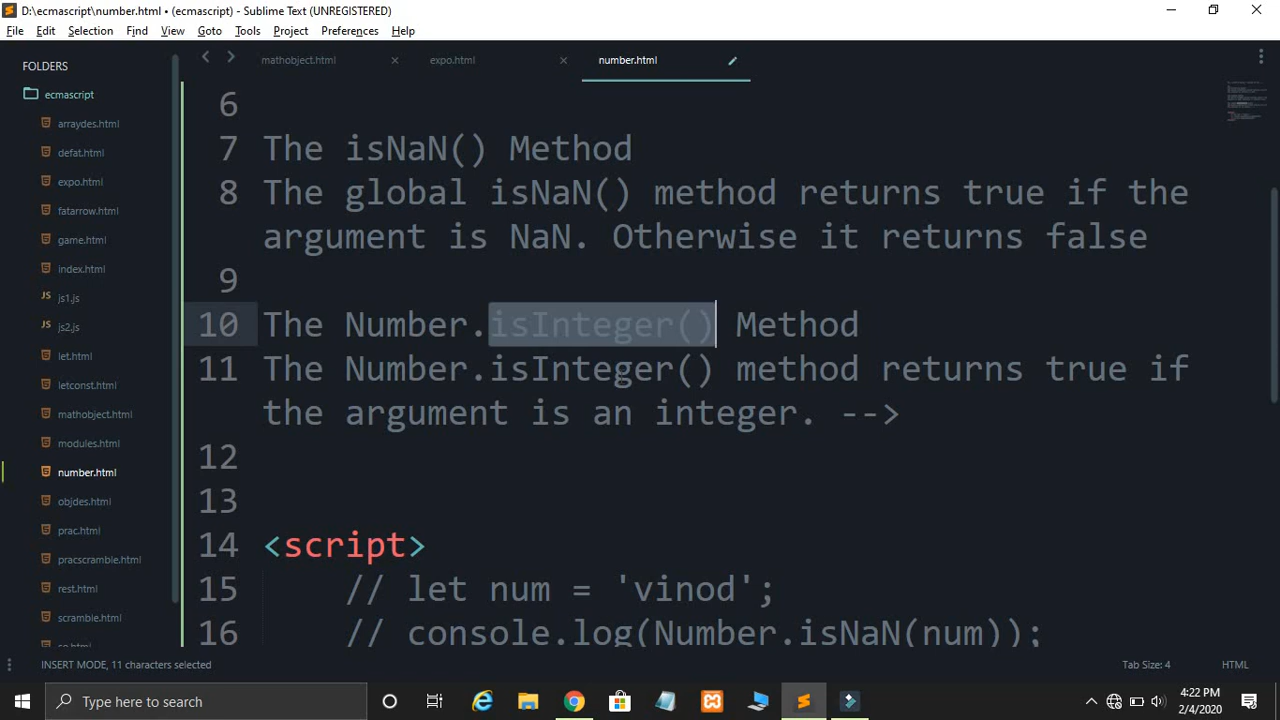 D:\ecmascript\number.html • (ecmascript) - Sublime Text (UNREGISTERED)
File Edit Selection Find View Goto Tools Project Preferences Help
FOLDERS
ecmascript
arraydes.html
defat.html
expo.html
fatarrow.html
game.html
index.html
js1.js
js2.js
let.html
letconst.html
mathobject.html
modules.html
number.html
objdes.html
prac.html
pracscramble.html
rest.html
scramble.html
mathobject.html expo.html number.html
6
7 The isNaN() Method
8 The global isNaN() method returns true if the
argument is NaN. Otherwise it returns false
9
10 The Number.isInteger() Method
11 The Number.isInteger() method returns true if
the argument is an integer. -->
12
13
14 <script>
15 // let num = 'vinod';
16 // console.log(Number.isNaN(num));
INSERT MODE, 11 characters selected
Tab Size: 4 HTML
Type here to search
4:22 PM
2/4/2020